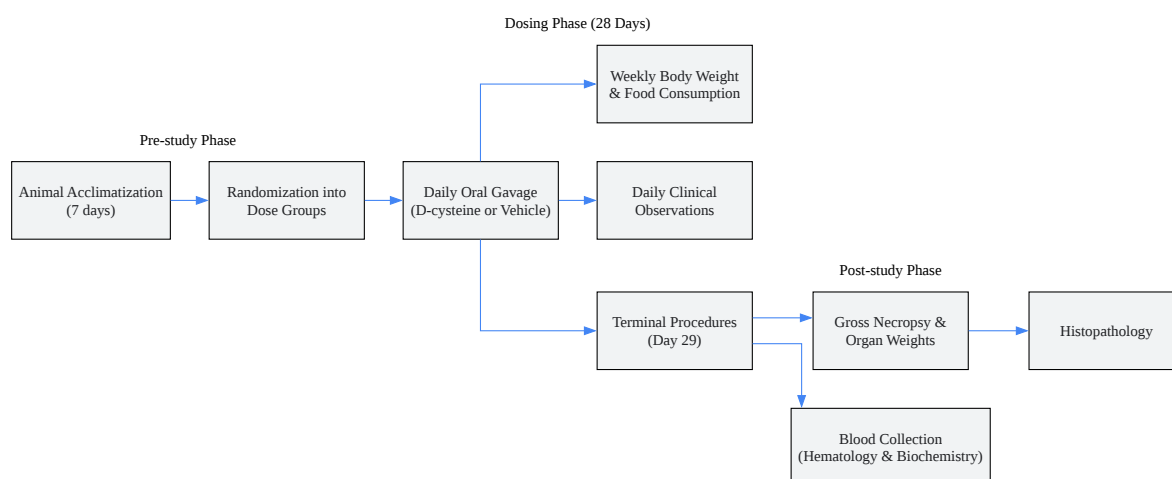 Dosing Phase (28 Days)
Weekly Body Weight
& Food Consumption
Pre-study Phase
Animal Acclimatization
(7 days)
Randomization into
Dose Groups
Daily Oral Gavage
(D-cysteine or Vehicle)
Daily Clinical
Observations
Post-study Phase
Terminal Procedures
(Day 29)
Gross Necropsy &
Organ Weights
Histopathology
Blood Collection
(Hematology & Biochemistry)